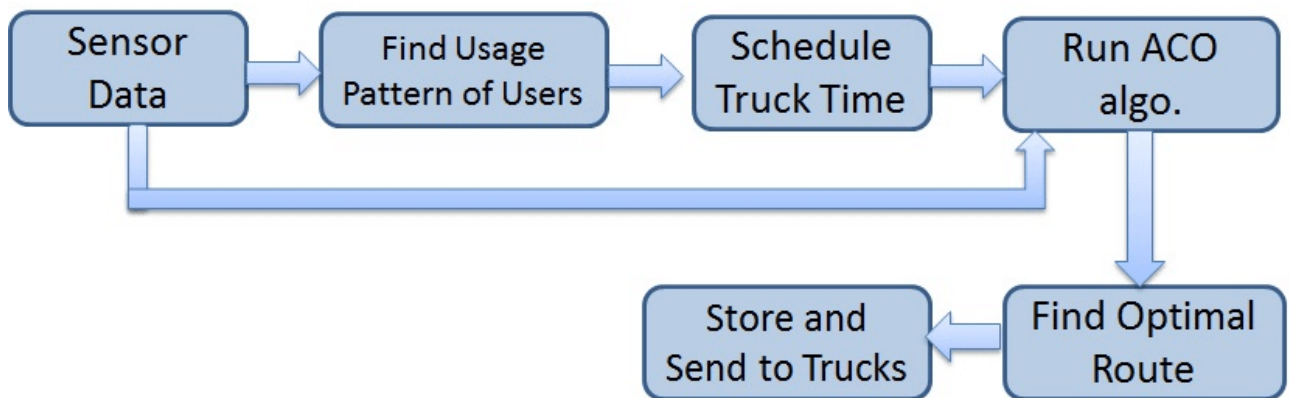 Sensor
Data
Find Usage
Pattern of Users
Schedule
Truck Time
Run ACO
algo.
Store and
Send to Trucks
Find Optimal
Route